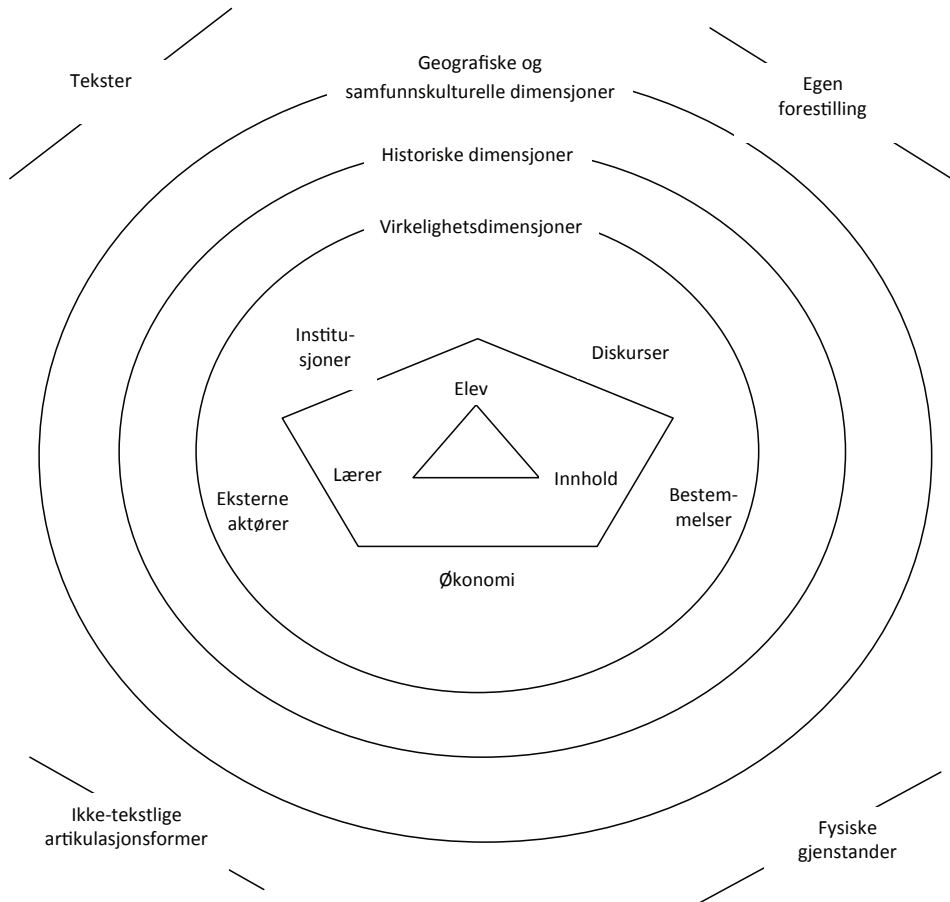 Geografiske og
samfunnskulturelle dimensjoner
Tekster
Egen
forestilling
Historiske dimensjoner
Virkelighetsdimensjoner
Institu-
sjoner
Diskurser
Elev
Lærer
Innhold
Eksterne
aktører
Bestem-
melser
Økonomi
Ikke-tekstlige
artikulasjonsformer
Fysiske
gjenstander